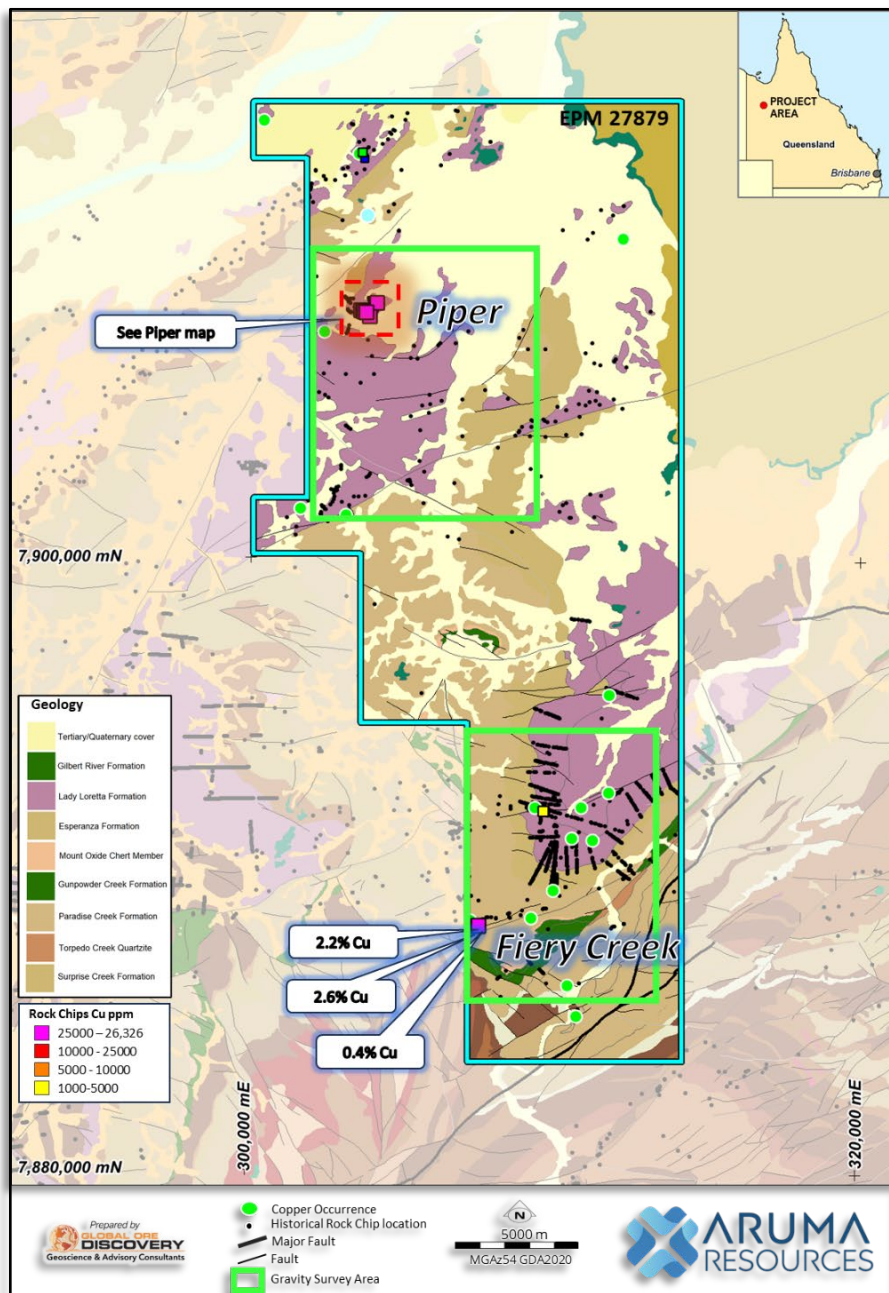 EPM 27879
PROJECT
AREA
Queensland
Brisbane
Piper
See Piper map
7,900,000 mN
Geology
Tertiary/Quaternary cover
Gilbert River Formation
Lady Loretta Formation
Esperanza Formation
Mount Oxide Chert Member
Gunpowder Creek Formation
Paradise Creek Formation
Torpedo Creek Quartzite
Surprise Creek Formation
2.2% Cu
Fiery Creek
2.6% Cu
0.4% Cu
Rock Chips Cu ppm
25000 – 26,326
10000 - 25000
5000 - 10000
1000-5000
300,000 mE
320,000 mE
7,880,000 mN
Prepared by
GLOBAL ORE
DISCOVERY
Geoscience & Advisory Consultants
Copper Occurrence
Historical Rock Chip location
Major Fault
Fault
Gravity Survey Area
N
5000 m
MGAz54 GDA2020
ARUMA
RESOURCES